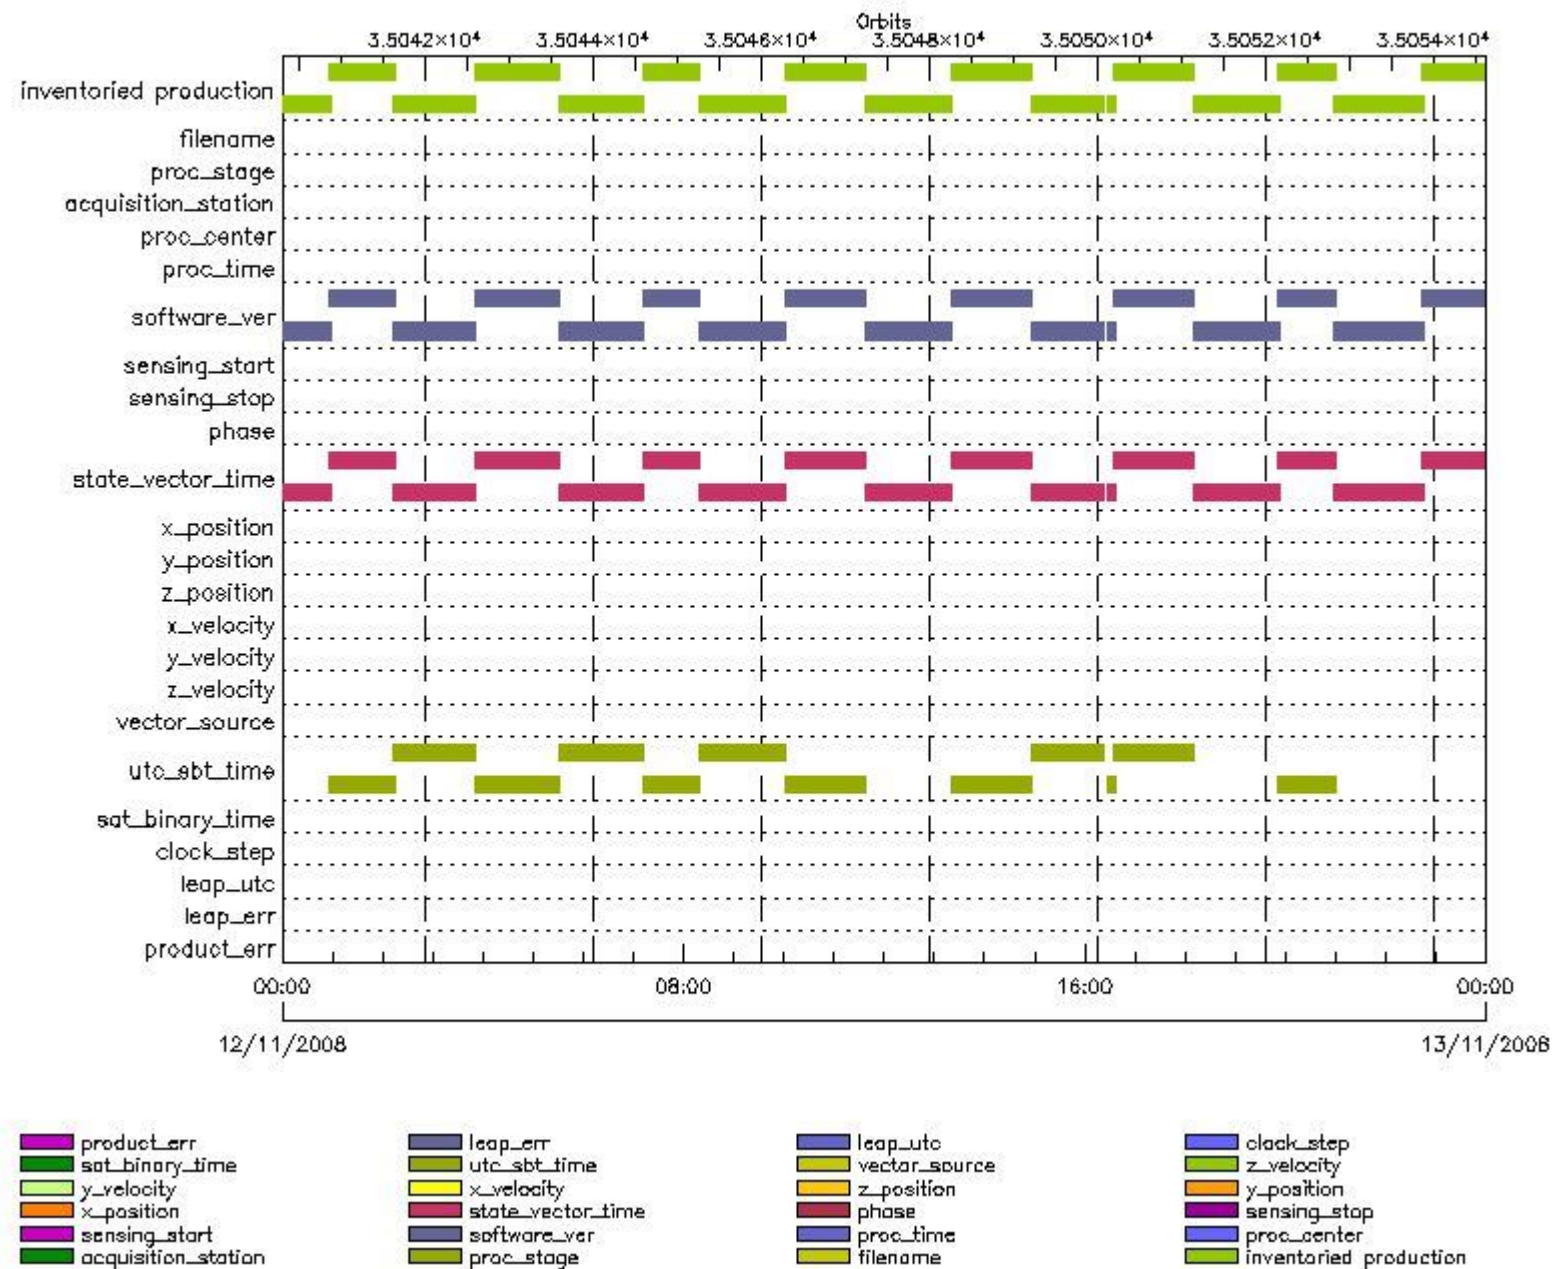 Orbits
3.5042×10⁴ 3.5044×10⁴ 3.5046×10⁴ 3.5048×10⁴ 3.5050×10⁴ 3.5052×10⁴ 3.5054×10⁴
inventoried production
filename
proc_stage
acquisition_station
proc_center
proc_time
software_ver
sensing_start
sensing_stop
phase
state_vector_time
x_position
y_position
z_position
x_velocity
y_velocity
z_velocity
vector_source
utc_sbt_time
sat_binary_time
clock_step
leap_utc
leap_err
product_err
00:00 08:00 16:00 00:00
12/11/2008 13/11/2008
product_err leap_err leap_utc clock_step
sat_binary_time utc_sbt_time vector_source z_velocity
y_velocity x_velocity z_position y_position
x_position state_vector_time phase sensing_stop
sensing_start software_ver proc_time proc_center
acquisition_station proc_stage filename inventoried production